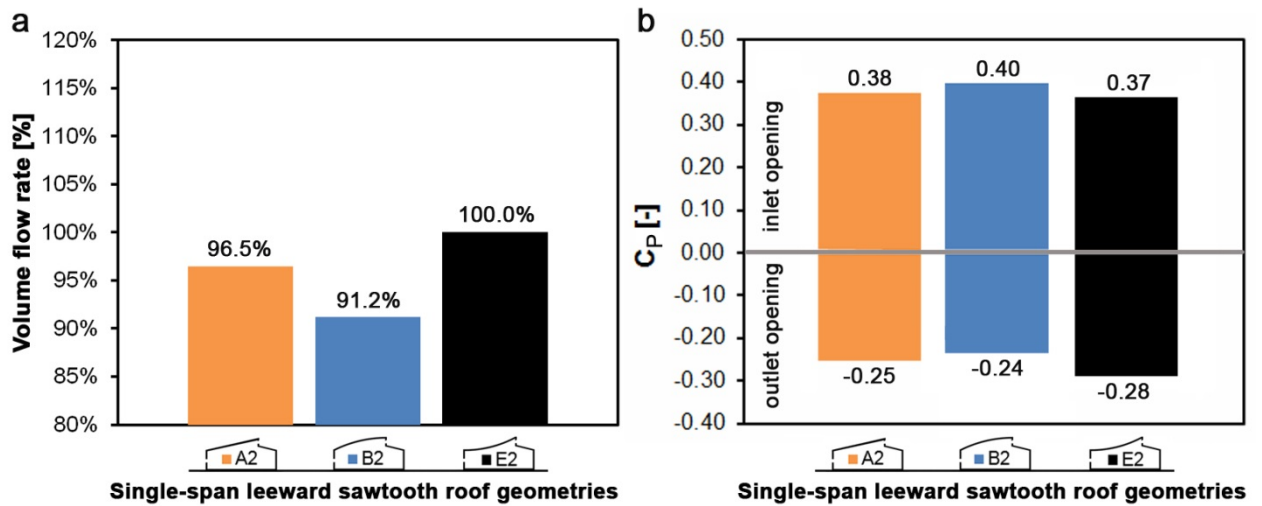 a
Volume flow rate [%]
120%
115%
110%
105%
100%
95%
90%
85%
80%
96.5%
91.2%
100.0%
A2
B2
E2
Single-span leeward sawtooth roof geometries
b
C_P [-]
0.50
0.40
0.30
0.20
0.10
0.00
-0.10
-0.20
-0.30
-0.40
inlet opening
outlet opening
0.38
0.40
0.37
-0.25
-0.24
-0.28
A2
B2
E2
Single-span leeward sawtooth roof geometries